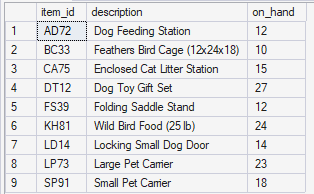 item_id description on_hand
1 AD72 Dog Feeding Station 12
2 BC33 Feathers Bird Cage (12x24x18) 10
3 CA75 Enclosed Cat Litter Station 15
4 DT12 Dog Toy Gift Set 27
5 FS39 Folding Saddle Stand 12
6 KH81 Wild Bird Food (25 lb) 24
7 LD14 Locking Small Dog Door 14
8 LP73 Large Pet Carrier 23
9 SP91 Small Pet Carrier 18